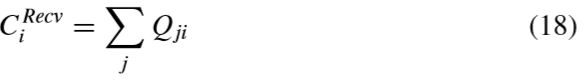 $C_i^{Recv} = \sum_j Q_{ji}$ (18)